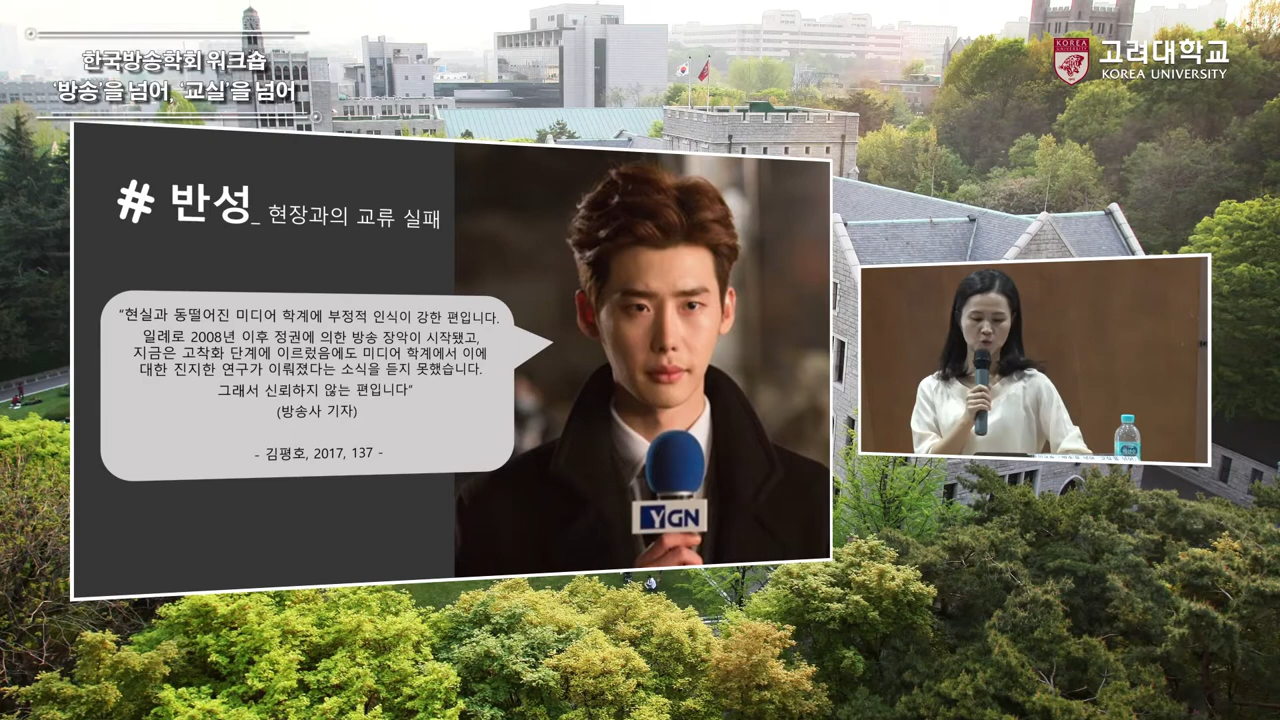 한국방송학회 워크숍
'방송'을 넘어, '교실'을 넘어
KOREA
UNIVERSITY
고려대학교
KOREA UNIVERSITY
# 반성_ 현장과의 교류 실패
“현실과 동떨어진 미디어 학계에 부정적 인식이 강한 편입니다.
일례로 2008년 이후 정권에 의한 방송 장악이 시작됐고,
지금은 고착화 단계에 이르렀음에도 미디어 학계에서 이에
대한 진지한 연구가 이뤄졌다는 소식을 듣지 못했습니다.
그래서 신뢰하지 않는 편입니다”
(방송사 기자)
- 김평호, 2017, 137 -
YGN